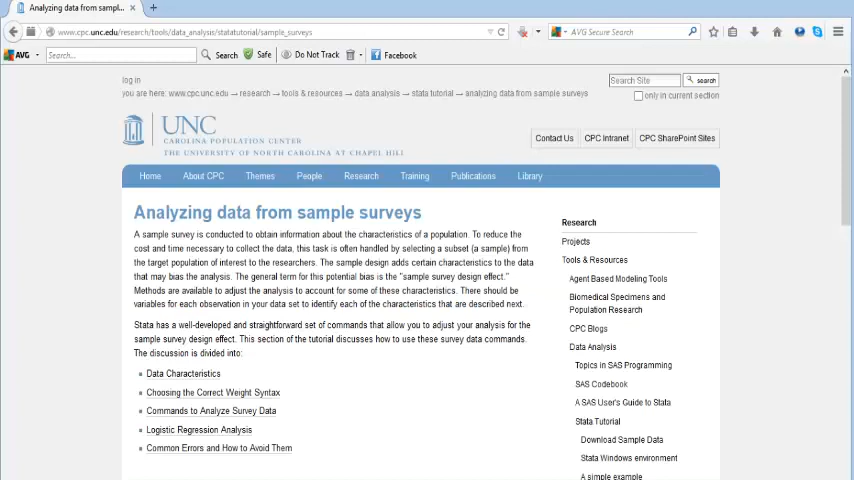 Analyzing data from sampl...
www.cpc.unc.edu/research/tools/data_analysis/statatutorial/sample_surveys
AVG Secure Search
AVG
Search...
Search
Safe
Do Not Track
Facebook
log in
Search Site
search
you are here: www.cpc.unc.edu → research → tools & resources → data analysis → stata tutorial → analyzing data from sample surveys
only in current section
UNC
CAROLINA POPULATION CENTER
THE UNIVERSITY OF NORTH CAROLINA AT CHAPEL HILL
Contact Us
CPC Intranet
CPC SharePoint Sites
Home About CPC Themes People Research Training Publications Library
Analyzing data from sample surveys
A sample survey is conducted to obtain information about the characteristics of a population. To reduce the
cost and time necessary to collect the data, this task is often handled by selecting a subset (a sample) from
the target population of interest to the researchers. The sample design adds certain characteristics to the data
that may bias the analysis. The general term for this potential bias is the "sample survey design effect."
Methods are available to adjust the analysis to account for some of these characteristics. There should be
variables for each observation in your data set to identify each of the characteristics that are described next.
Stata has a well-developed and straightforward set of commands that allow you to adjust your analysis for the
survey design effect. This section of the tutorial discusses how to use these survey data commands.
The discussion is divided into:
Data Characteristics
Choosing the Correct Weight Syntax
Commands to Analyze Survey Data
Logistic Regression Analysis
Common Errors and How to Avoid Them
Research
Projects
Tools & Resources
Agent Based Modeling Tools
Biomedical Specimens and
Population Research
CPC Blogs
Data Analysis
Topics in SAS Programming
SAS Codebook
A SAS User's Guide to Stata
Stata Tutorial
Download Sample Data
Stata Windows environment
A simple example